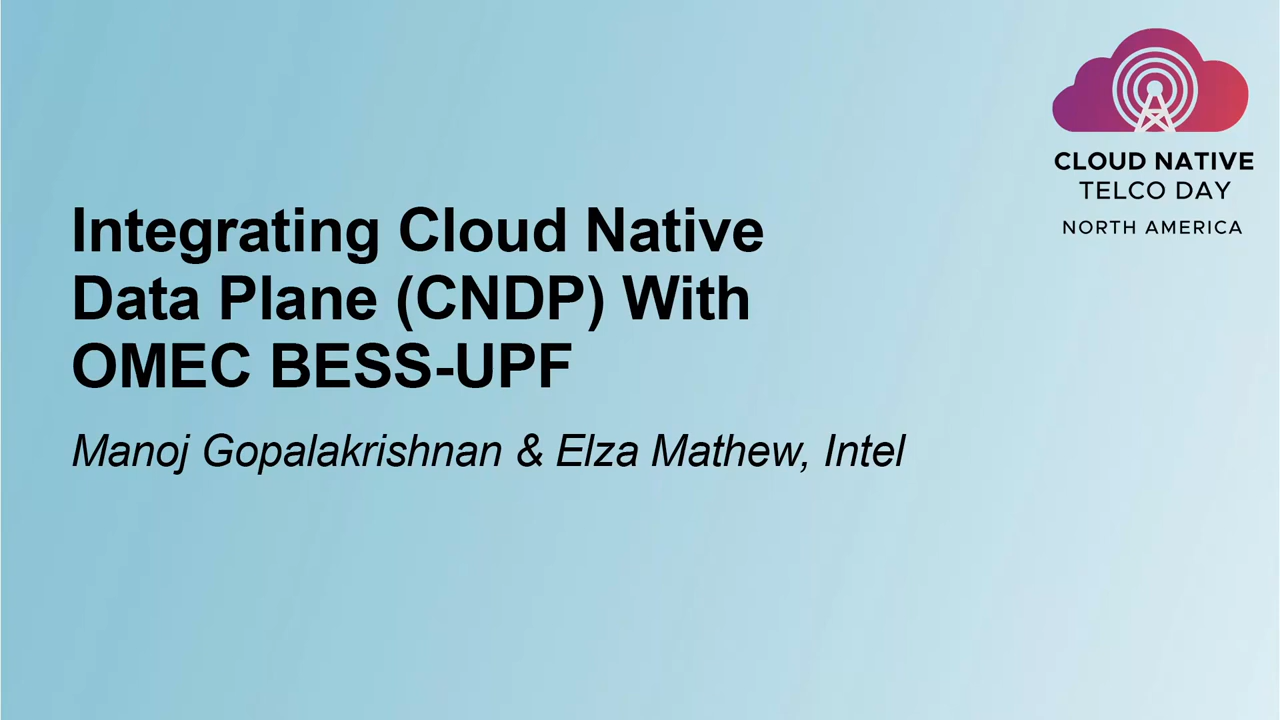 Integrating Cloud Native
Data Plane (CNDP) With
OMEC BESS-UPF
Manoj Gopalakrishnan & Elza Mathew, Intel
CLOUD NATIVE
TELCO DAY
NORTH AMERICA